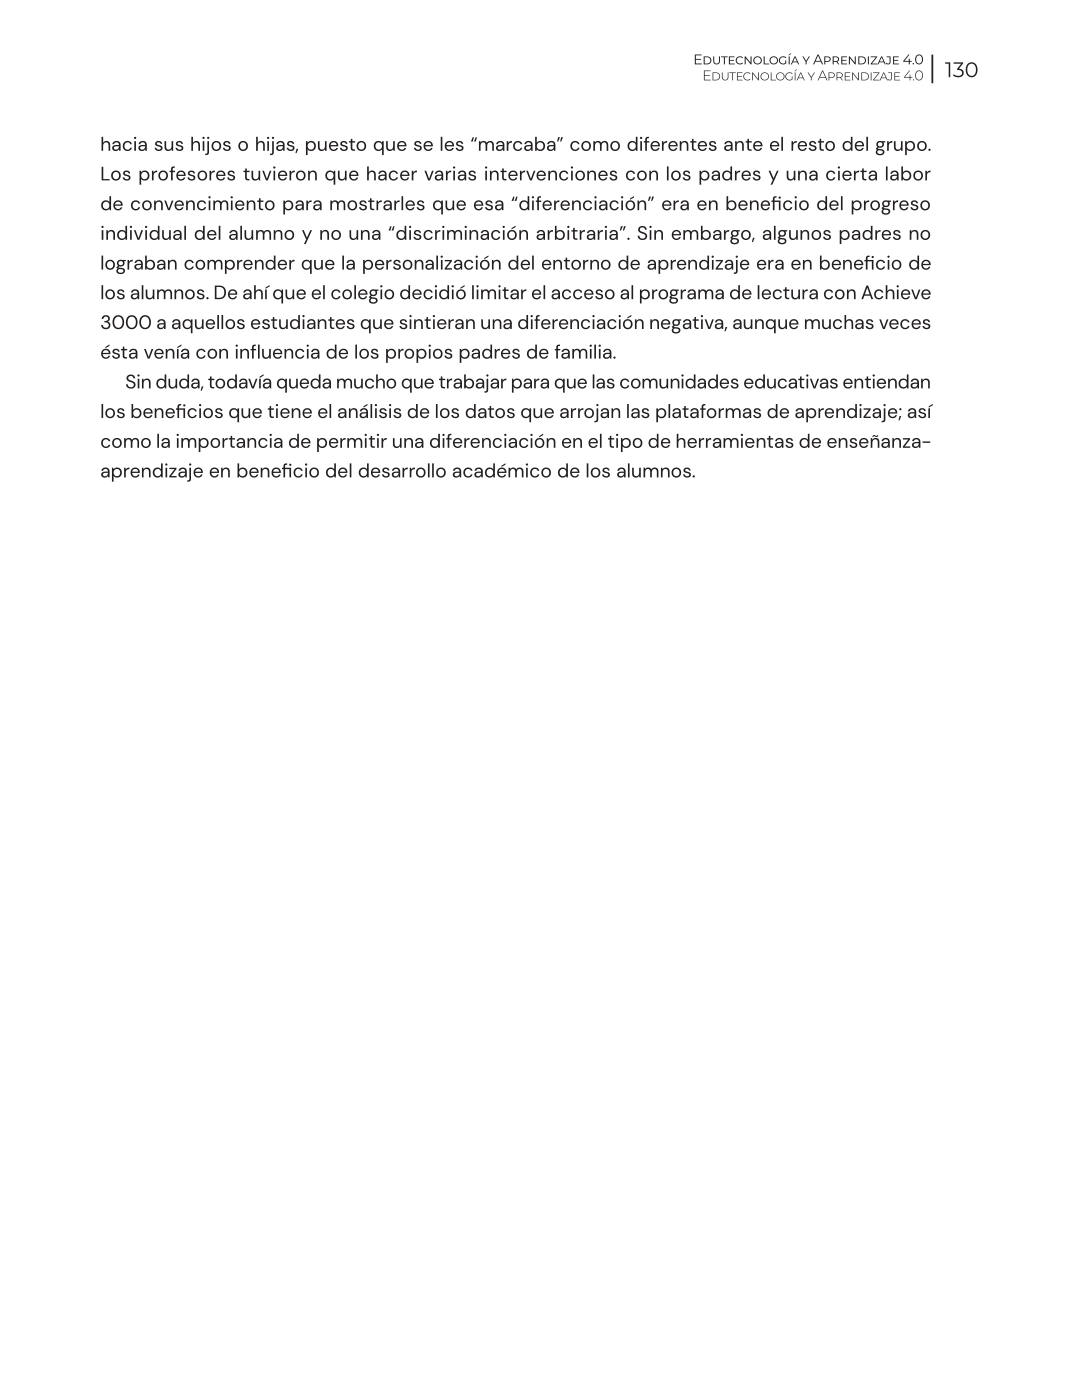 Edutecnología y Aprendizaje 4.0
Edutecnología y Aprendizaje 4.0
130
hacia sus hijos o hijas, puesto que se les “marcaba” como diferentes ante el resto del grupo.
Los profesores tuvieron que hacer varias intervenciones con los padres y una cierta labor
de convencimiento para mostrarles que esa “diferenciación” era en beneficio del progreso
individual del alumno y no una “discriminación arbitraria”. Sin embargo, algunos padres no
lograban comprender que la personalización del entorno de aprendizaje era en beneficio de
los alumnos. De ahí que el colegio decidió limitar el acceso al programa de lectura con Achieve
3000 a aquellos estudiantes que sintieran una diferenciación negativa, aunque muchas veces
ésta venía con influencia de los propios padres de familia.
Sin duda, todavía queda mucho que trabajar para que las comunidades educativas entiendan
los beneficios que tiene el análisis de los datos que arrojan las plataformas de aprendizaje; así
como la importancia de permitir una diferenciación en el tipo de herramientas de enseñanza-
aprendizaje en beneficio del desarrollo académico de los alumnos.